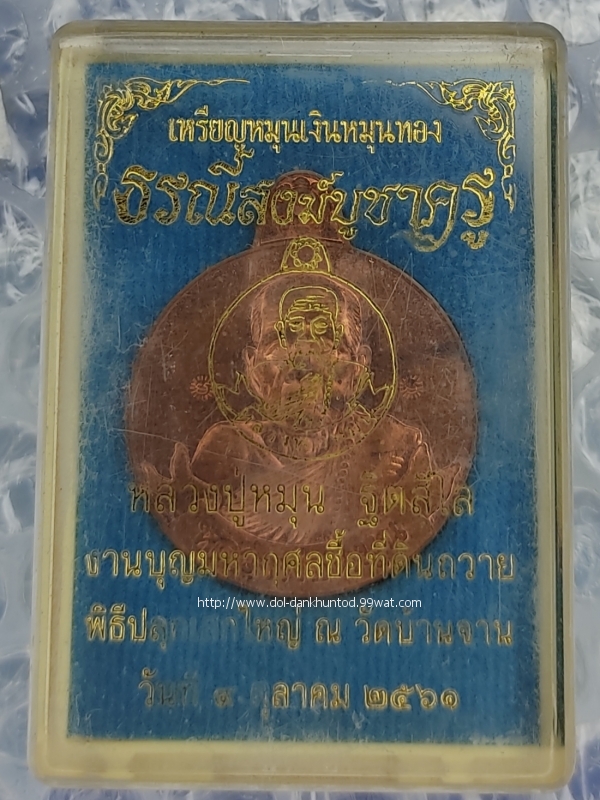 เหรียญหมุนเงินหมุนทอง
ธรณีสงฆ์บูชาครู
หลวงปู่หมุน ฐิตสีโล
งานบุญมหากุศลซื้อที่ดินถวาย
http://www.dol-dankhuntod.99wat.com
พิธีปลุกเสกใหญ่ ณ วัดบ้านจาน
วันที่ ตุลาคม ๒๕๖๑